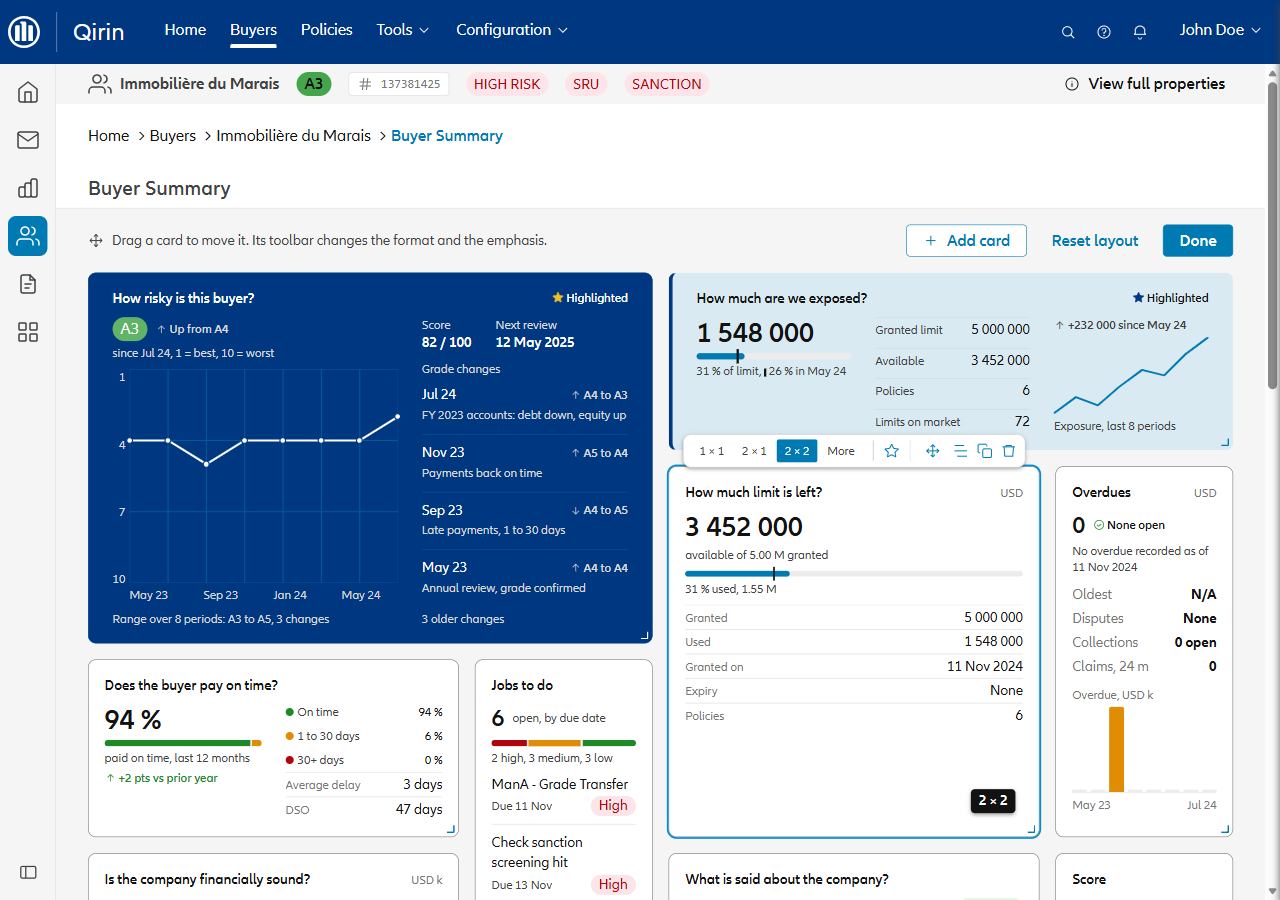 Qirin
Home
Buyers
Policies
Tools
Configuration
John Doe
Immobilière du Marais
A3
# 137381425
HIGH RISK
SRU
SANCTION
View full properties
Home > Buyers > Immobilière du Marais > Buyer Summary
Buyer Summary
Drag a card to move it. Its toolbar changes the format and the emphasis.
+ Add card
Reset layout
Done
How risky is this buyer?
Highlighted
A3
↑ Up from A4
since Jul 24, 1 = best, 10 = worst
1
4
7
10
May 23
Sep 23
Jan 24
May 24
Range over 8 periods: A3 to A5, 3 changes
Score
82 / 100
Next review
12 May 2025
Grade changes
Jul 24
↑ A4 to A3
FY 2023 accounts: debt down, equity up
Nov 23
↑ A5 to A4
Payments back on time
Sep 23
↓ A4 to A5
Late payments, 1 to 30 days
May 23
↑ A4 to A4
Annual review, grade confirmed
3 older changes
How much are we exposed?
Highlighted
1 548 000
31 % of limit, 26 % in May 24
Granted limit 5 000 000
Available 3 452 000
Policies 6
Limits on market 72
↑ +232 000 since May 24
Exposure, last 8 periods
1 × 1
2 × 1
2 × 2
More
How much limit is left?
USD
3 452 000
available of 5.00 M granted
31 % used, 1.55 M
Granted 5 000 000
Used 1 548 000
Granted on 11 Nov 2024
Expiry None
Policies 6
2 × 2
Overdues
USD
0
None open
No overdue recorded as of
11 Nov 2024
Oldest N/A
Disputes None
Collections 0 open
Claims, 24 m 0
Overdue, USD k
May 23
Jul 24
Does the buyer pay on time?
94 %
paid on time, last 12 months
↑ +2 pts vs prior year
On time 94 %
1 to 30 days 6 %
30+ days 0 %
Average delay 3 days
DSO 47 days
Jobs to do
6 open, by due date
2 high, 3 medium, 3 low
ManA - Grade Transfer
Due 11 Nov
High
Check sanction
screening hit
Due 13 Nov
High
Is the company financially sound?
USD k
What is said about the company?
Score